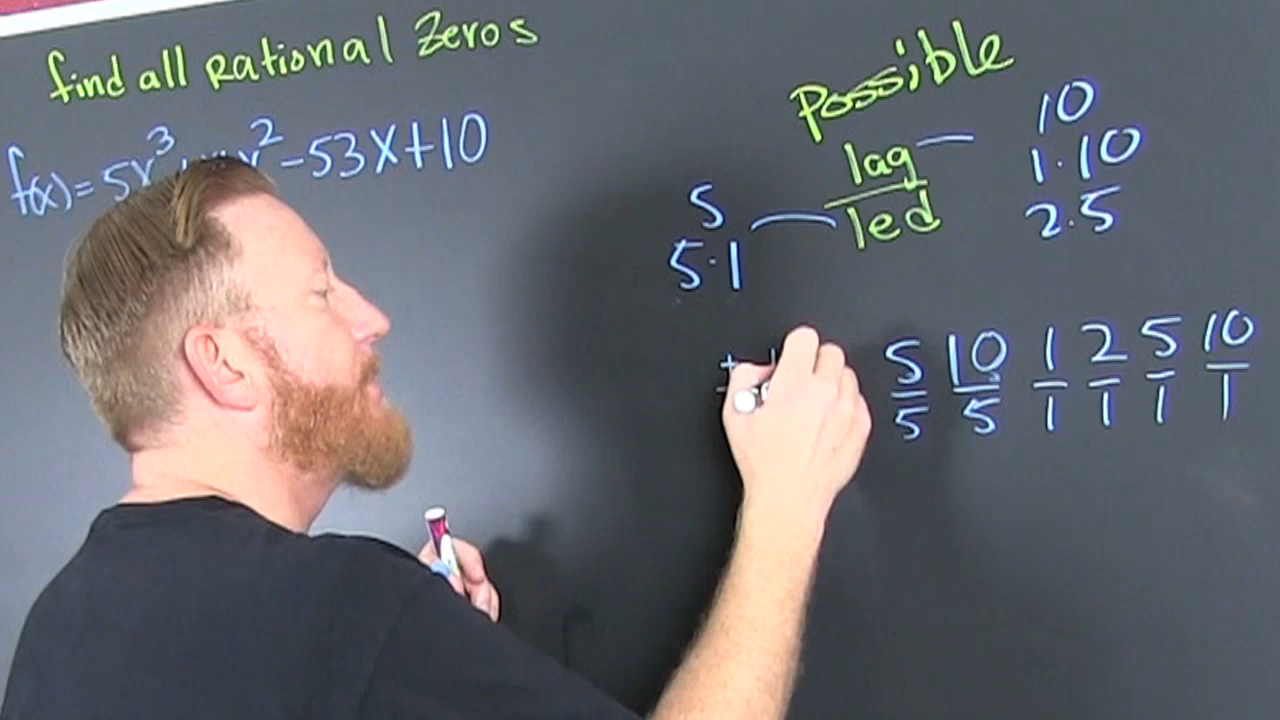 find all Rational Zeros
f(x) = 5x³ x² - 53x + 10
Possible
lag
led
10
1·10
2·5
5
5·1
±
5/5 10/5 1/1 2/1 5/1 10/1